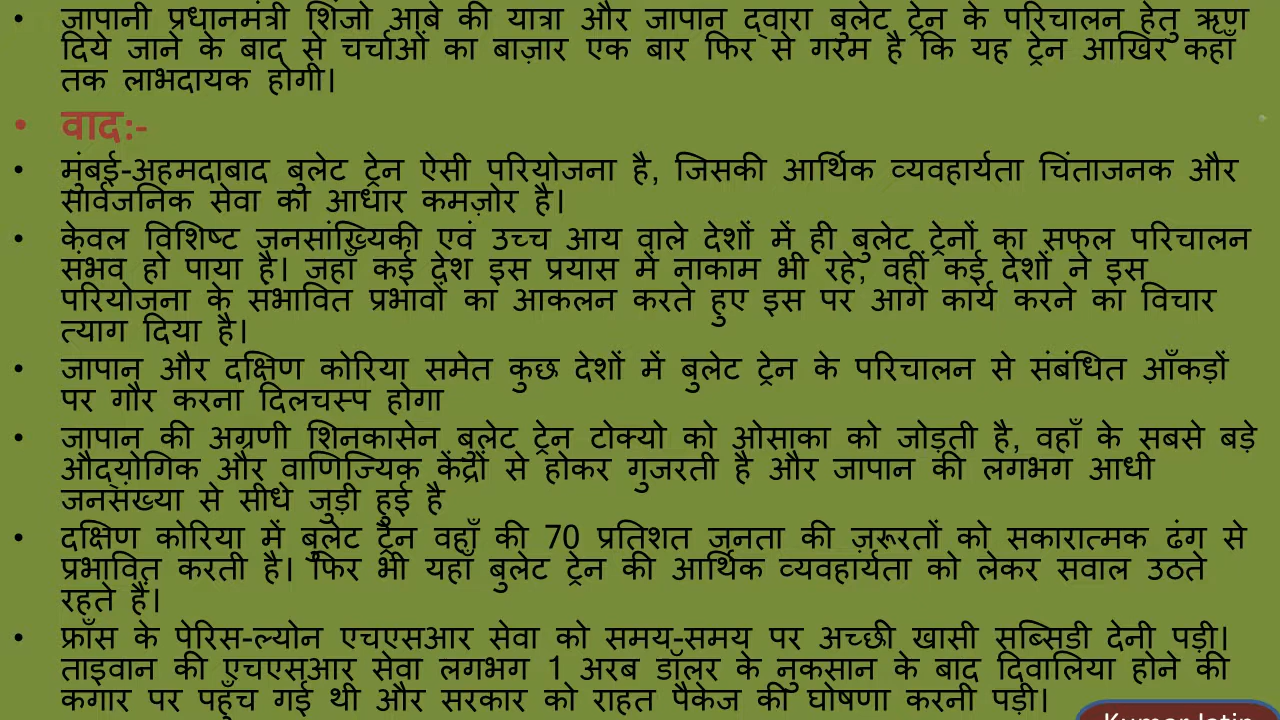 जापानी प्रधानमंत्री शिंजो आबे की यात्रा और जापान द्वारा बुलेट ट्रेन के परिचालन हेतु ऋण
दिये जाने के बाद से चर्चाओं का बाज़ार एक बार फिर से गरम है कि यह ट्रेन आखिर कहाँ
तक लाभदायक होगी।
वादः-
मुंबई-अहमदाबाद बुलेट ट्रेन ऐसी परियोजना है, जिसकी आर्थिक व्यवहार्यता चिंताजनक और
सार्वजनिक सेवा का आधार कमज़ोर है।
केवल विशिष्ट जनसांख्यिकी एवं उच्च आय वाले देशों में ही बुलेट ट्रेनों का सफल परिचालन
संभव हो पाया है। जहाँ कई देश इस प्रयास में नाकाम भी रहे, वहीं कई देशों ने इस
परियोजना के संभावित प्रभावों का आकलन करते हुए इस पर आगे कार्य करने का विचार
त्याग दिया है।
जापान और दक्षिण कोरिया समेत कुछ देशों में बुलेट ट्रेन के परिचालन से संबंधित आँकड़ों
पर गौर करना दिलचस्प होगा
जापान की अग्रणी शिनकासेन बुलेट ट्रेन टोक्यो को ओसाका को जोड़ती है, वहाँ के सबसे बड़े
औद्योगिक और वाणिज्यिक केंद्रों से होकर गुजरती है और जापान की लगभग आधी
जनसंख्या से सीधे जुड़ी हुई है
दक्षिण कोरिया में बुलेट ट्रैन वहाँ की 70 प्रतिशत जनता की ज़रूरतों को सकारात्मक ढंग से
प्रभावित करती है। फिर भी यहाँ बुलेट ट्रेन की आर्थिक व्यवहार्यता को लेकर सवाल उठते
रहते हैं।
फ्राँस के पेरिस-ल्योन एचएसआर सेवा को समय-समय पर अच्छी खासी सब्सिडी देनी पड़ी।
ताइवान की एचएसआर सेवा लगभग 1 अरब डॉलर के नुकसान के बाद दिवालिया होने की
कगार पर पहुँच गई थी और सरकार को राहत पैकेज की घोषणा करनी पड़ी।
Kumar Jatin